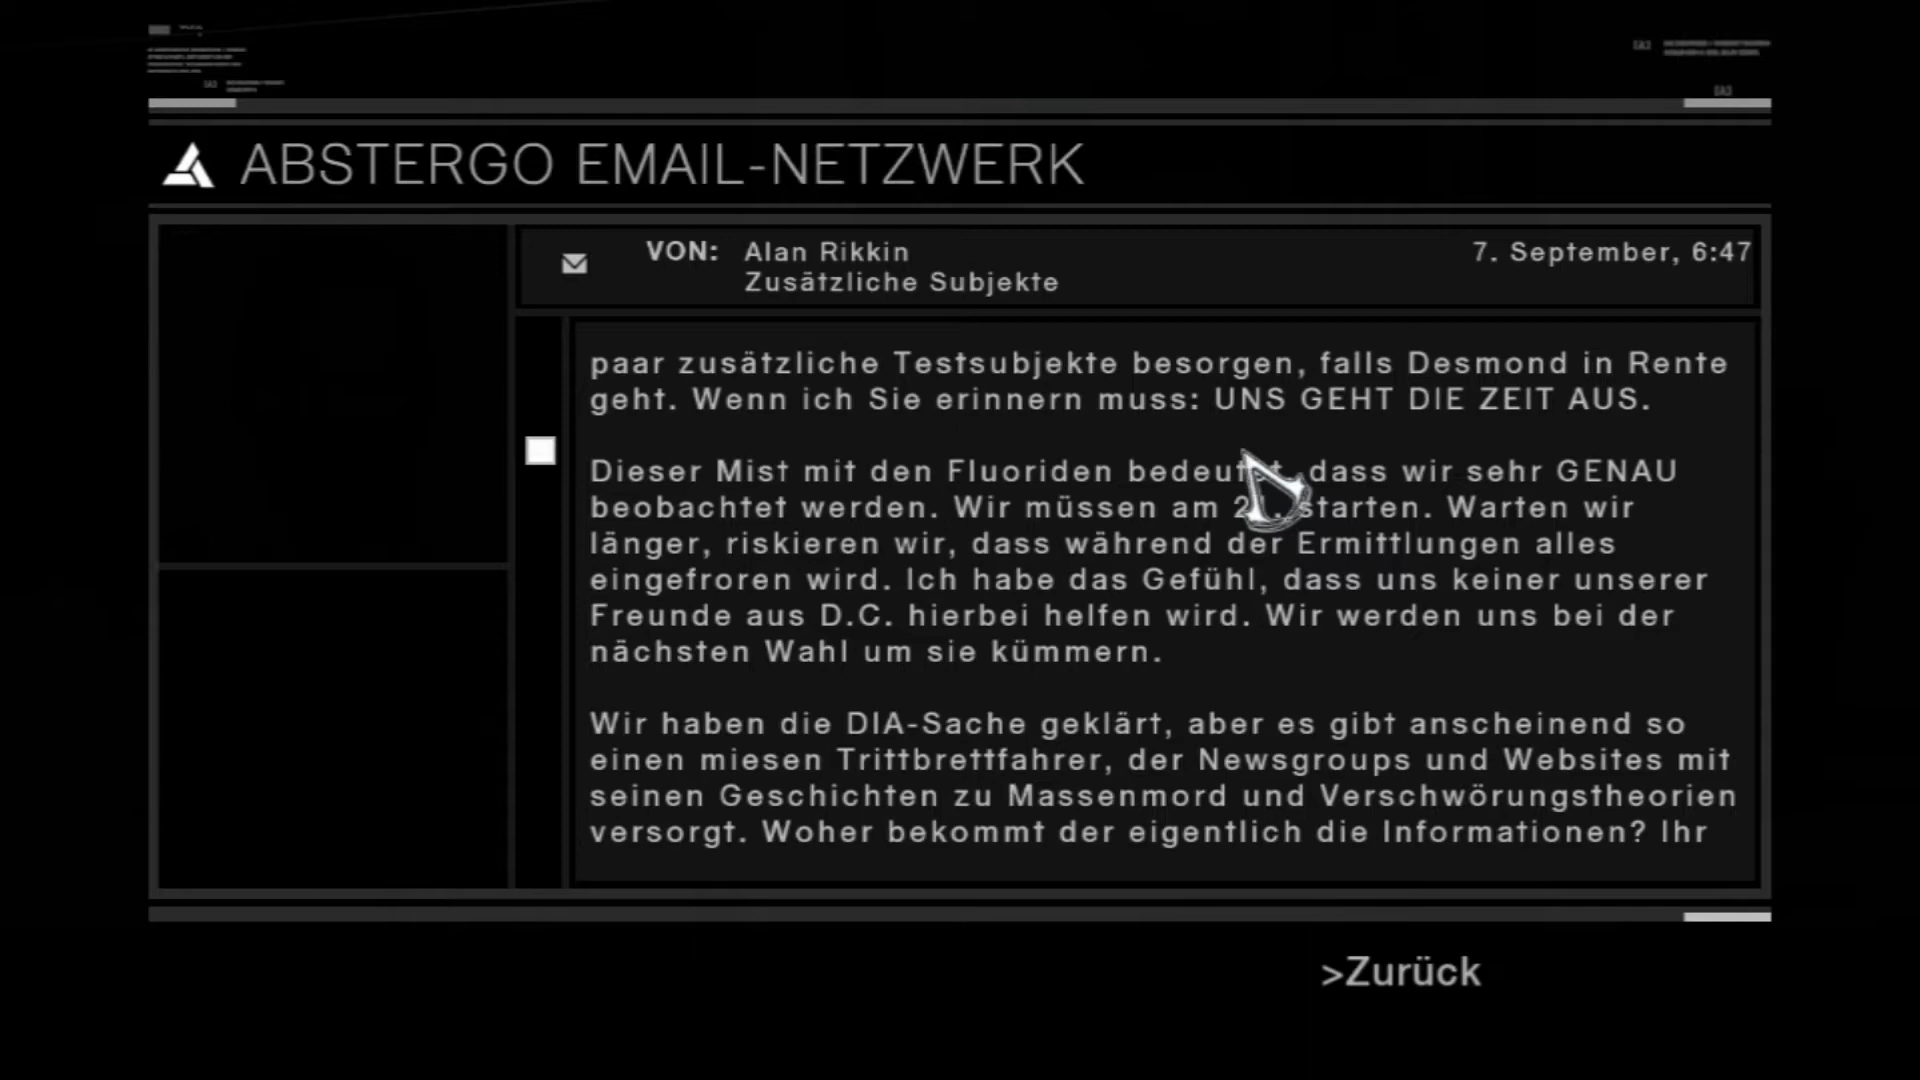 ABSTERGO EMAIL-NETZWERK
VON: Alan Rikkin
7. September, 6:47
Zusätzliche Subjekte
paar zusätzliche Testsubjekte besorgen, falls Desmond in Rente
geht. Wenn ich Sie erinnern muss: UNS GEHT DIE ZEIT AUS.
Dieser Mist mit den Fluoriden bedeutet, dass wir sehr GENAU
beobachtet werden. Wir müssen am starten. Warten wir
länger, riskieren wir, dass während der Ermittlungen alles
eingefroren wird. Ich habe das Gefühl, dass uns keiner unserer
Freunde aus D.C. hierbei helfen wird. Wir werden uns bei der
nächsten Wahl um sie kümmern.
Wir haben die DIA-Sache geklärt, aber es gibt anscheinend so
einen miesen Trittbrettfahrer, der Newsgroups und Websites mit
seinen Geschichten zu Massenmord und Verschwörungstheorien
versorgt. Woher bekommt der eigentlich die Informationen? Ihr
>Zurück